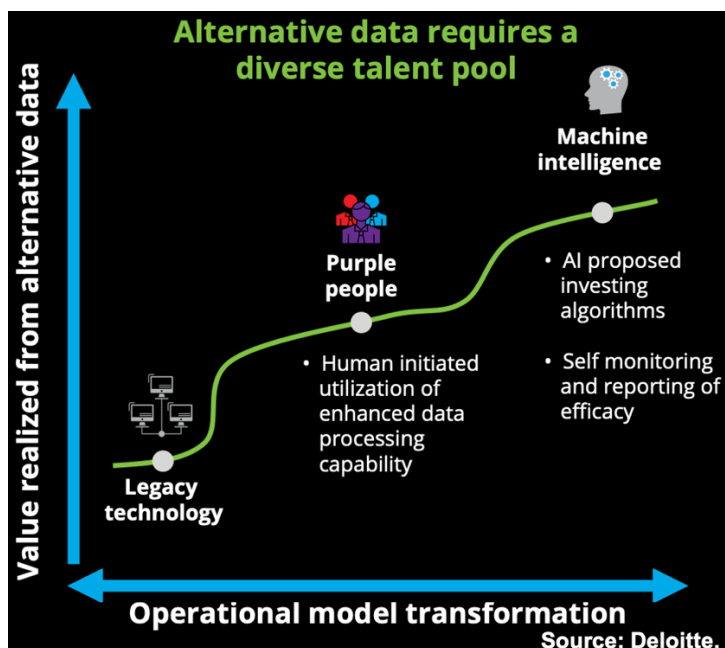 Alternative data requires a
diverse talent pool
Value realized from alternative data
Machine
intelligence
Purple
people
• AI proposed
investing
algorithms
• Self monitoring
and reporting of
efficacy
• Human initiated
utilization of
enhanced data
processing
capability
Legacy
technology
Operational model transformation
Source: Deloitte.